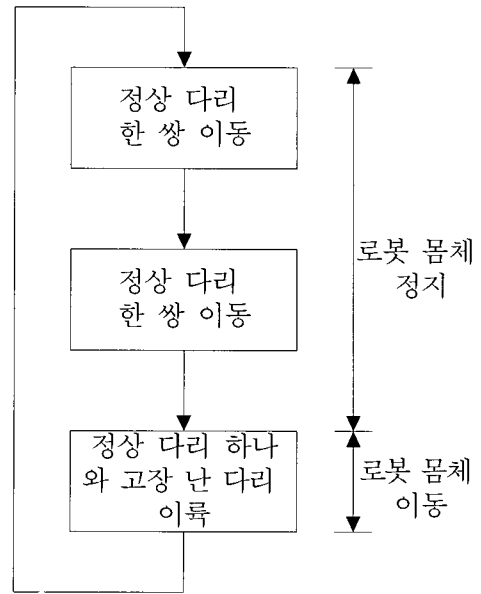 정상 다리
한 쌍 이동
로봇 몸체
정지
정상 다리
한 쌍 이동
정상 다리 하나
와 고장 난 다리
이륙
로봇 몸체
이동